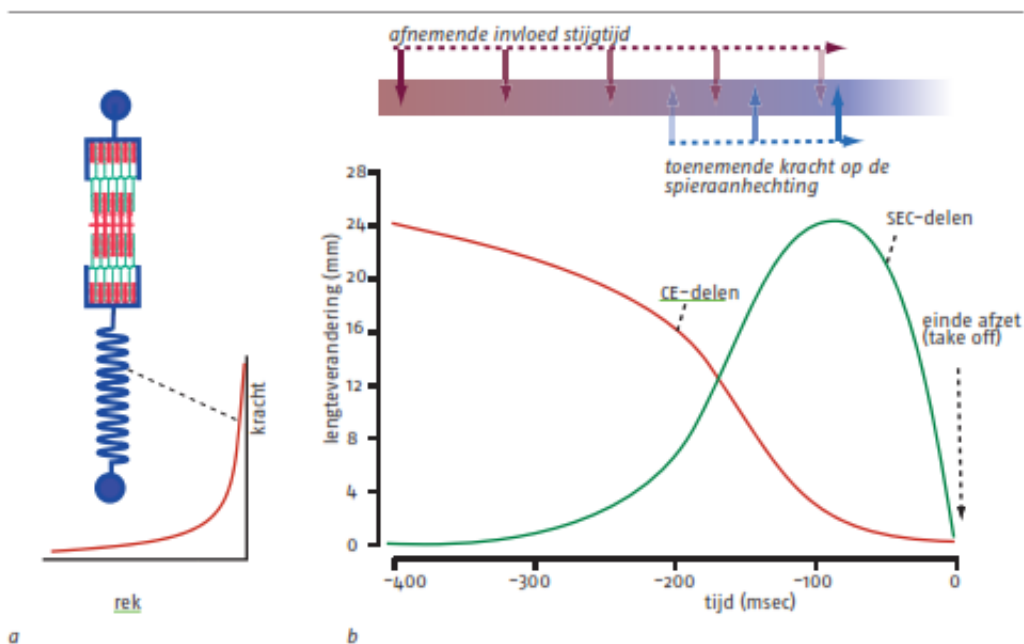 afnemende invloed stijgtijd
toenemende kracht op de
spieraanhechting
kracht
rek
a
lengteverandering (mm)
28
24
20
16
12
8
4
0
SEC-delen
CE-delen
einde afzet
(take off)
-400
-300
-200
-100
0
tijd (msec)
b